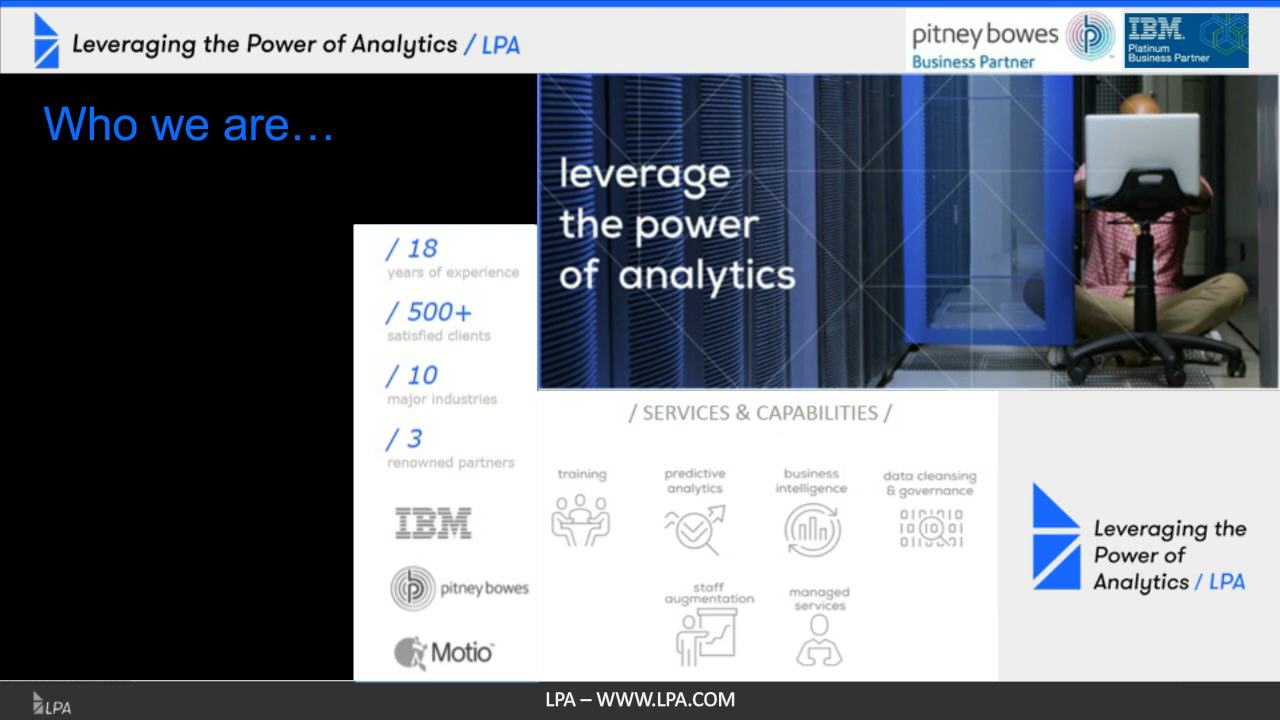 Leveraging the Power of Analytics / LPA
pitney bowes
Business Partner
IBM
Platinum
Business Partner
Who we are…
leverage
the power
of analytics
/ 18
years of experience
/ 500+
satisfied clients
/ 10
major industries
/ 3
renowned partners
IBM
pitney bowes
Motio™
/ SERVICES & CAPABILITIES /
training
predictive
analytics
business
intelligence
data cleansing
& governance
staff
augmentation
managed
services
Leveraging the
Power of
Analytics / LPA
LPA
LPA – WWW.LPA.COM